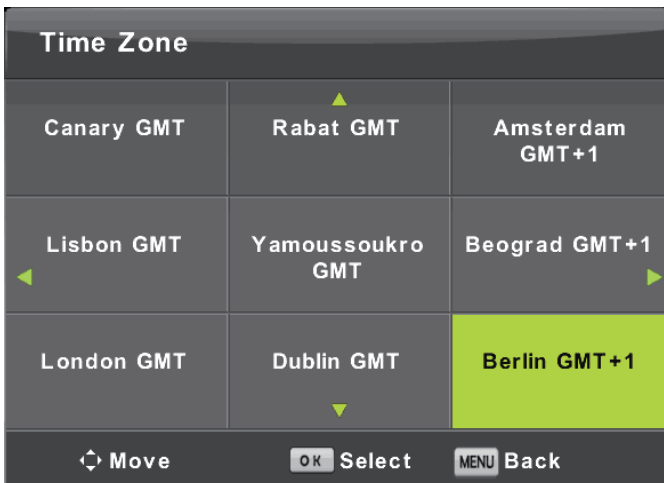 Time Zone
Canary GMT
Rabat GMT
Amsterdam
GMT+1
Lisbon GMT
Yamoussoukro
GMT
Beograd GMT+1
London GMT
Dublin GMT
Berlin GMT+1
Move
OK Select
MENU Back